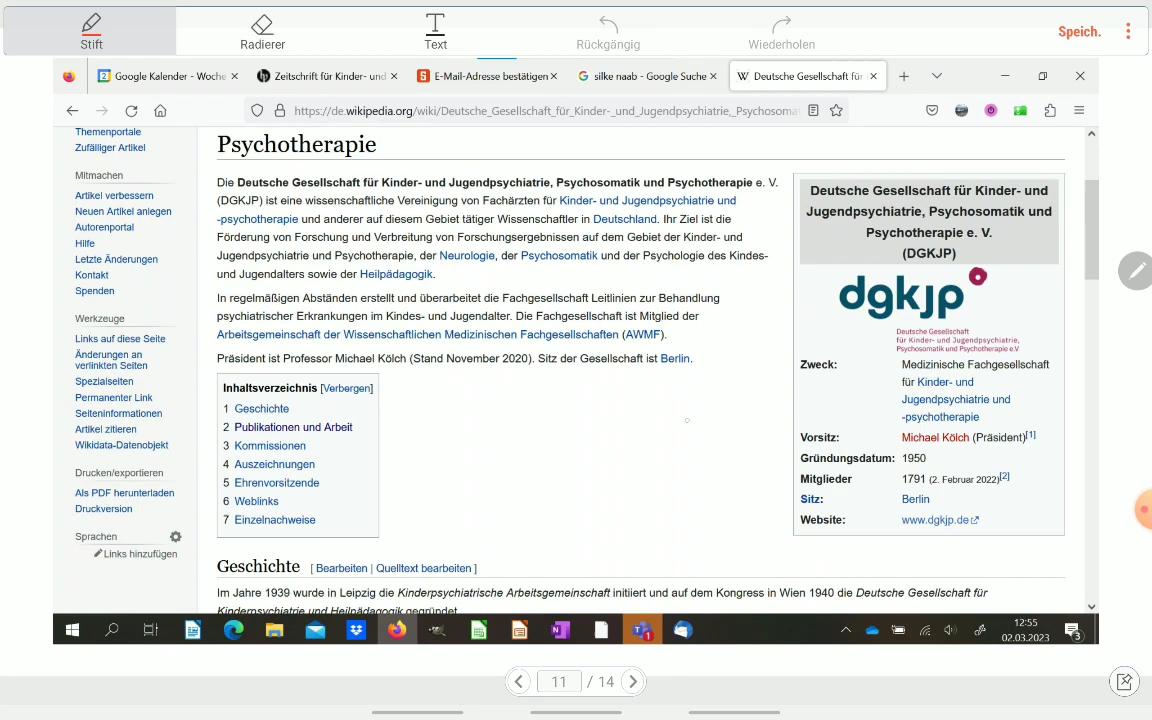 Stift
Radierer
Text
Rückgängig
Wiederholen
Speich.
Google Kalender - Woche
Zeitschrift für Kinder- und
E-Mail-Adresse bestätigen
silke naab - Google Suche
Deutsche Gesellschaft für
https://de.wikipedia.org/wiki/Deutsche_Gesellschaft_für_Kinder-_und_Jugendpsychiatrie,_Psychosoma
Themenportale
Zufälliger Artikel
Mitmachen
Artikel verbessern
Neuen Artikel anlegen
Autorenportal
Hilfe
Letzte Änderungen
Kontakt
Spenden
Werkzeuge
Links auf diese Seite
Änderungen an
verlinkten Seiten
Spezialseiten
Permanenter Link
Seiteninformationen
Artikel zitieren
Wikidata-Datenobjekt
Drucken/exportieren
Als PDF herunterladen
Druckversion
Sprachen
Links hinzufügen
Psychotherapie
Die Deutsche Gesellschaft für Kinder- und Jugendpsychiatrie, Psychosomatik und Psychotherapie e. V.
(DGKJP) ist eine wissenschaftliche Vereinigung von Fachärzten für Kinder- und Jugendpsychiatrie und
-psychotherapie und anderer auf diesem Gebiet tätiger Wissenschaftler in Deutschland. Ihr Ziel ist die
Förderung von Forschung und Verbreitung von Forschungsergebnissen auf dem Gebiet der Kinder- und
Jugendpsychiatrie und Psychotherapie, der Neurologie, der Psychosomatik und der Psychologie des Kindes-
und Jugendalters sowie der Heilpädagogik.
In regelmäßigen Abständen erstellt und überarbeitet die Fachgesellschaft Leitlinien zur Behandlung
psychiatrischer Erkrankungen im Kindes- und Jugendalter. Die Fachgesellschaft ist Mitglied der
Arbeitsgemeinschaft der Wissenschaftlichen Medizinischen Fachgesellschaften (AWMF).
Präsident ist Professor Michael Kölch (Stand November 2020). Sitz der Gesellschaft ist Berlin.
Inhaltsverzeichnis [Verbergen]
1 Geschichte
2 Publikationen und Arbeit
3 Kommissionen
4 Auszeichnungen
5 Ehrenvorsitzende
6 Weblinks
7 Einzelnachweise
Geschichte [ Bearbeiten | Quelltext bearbeiten ]
Im Jahre 1939 wurde in Leipzig die Kinderpsychiatrische Arbeitsgemeinschaft initiiert und auf dem Kongress in Wien 1940 die Deutsche Gesellschaft für
Kinderpsychiatrie und Heilpädagogik gegründet.
Deutsche Gesellschaft für Kinder- und
Jugendpsychiatrie, Psychosomatik und
Psychotherapie e. V.
(DGKJP)
dgkjp
Deutsche Gesellschaft
für Kinder- und Jugendpsychiatrie,
Psychosomatik und Psychotherapie e.V.
Zweck: Medizinische Fachgesellschaft
für Kinder- und
Jugendpsychiatrie und
-psychotherapie
Vorsitz: Michael Kölch (Präsident)[1]
Gründungsdatum: 1950
Mitglieder 1791 (2. Februar 2022)[2]
Sitz: Berlin
Website: www.dgkjp.de
12:55
02.03.2023
3
11 / 14